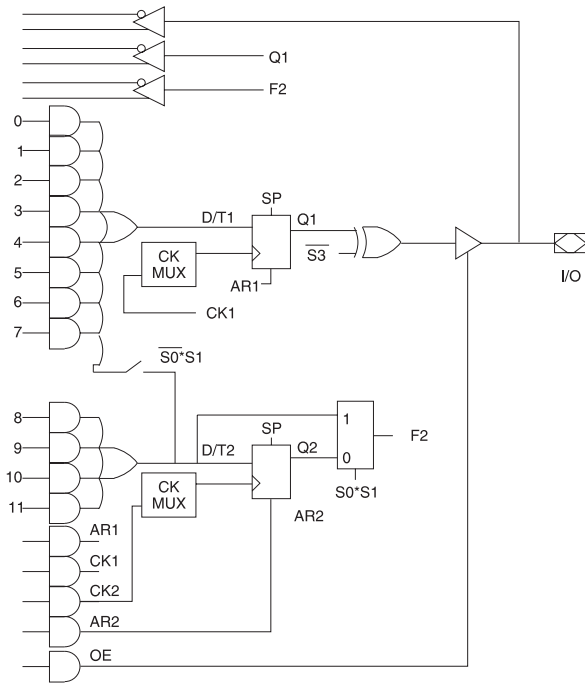 Q1
F2
0
1
2
3
4
5
6
7
D/T1
SP
Q1
CK
MUX
AR1
CK1
S̅3̅
I/O
S̅0̅*S1
8
9
10
11
D/T2
SP
Q2
CK
MUX
AR2
1
0
F2
S0*S1
AR1
CK1
CK2
AR2
OE